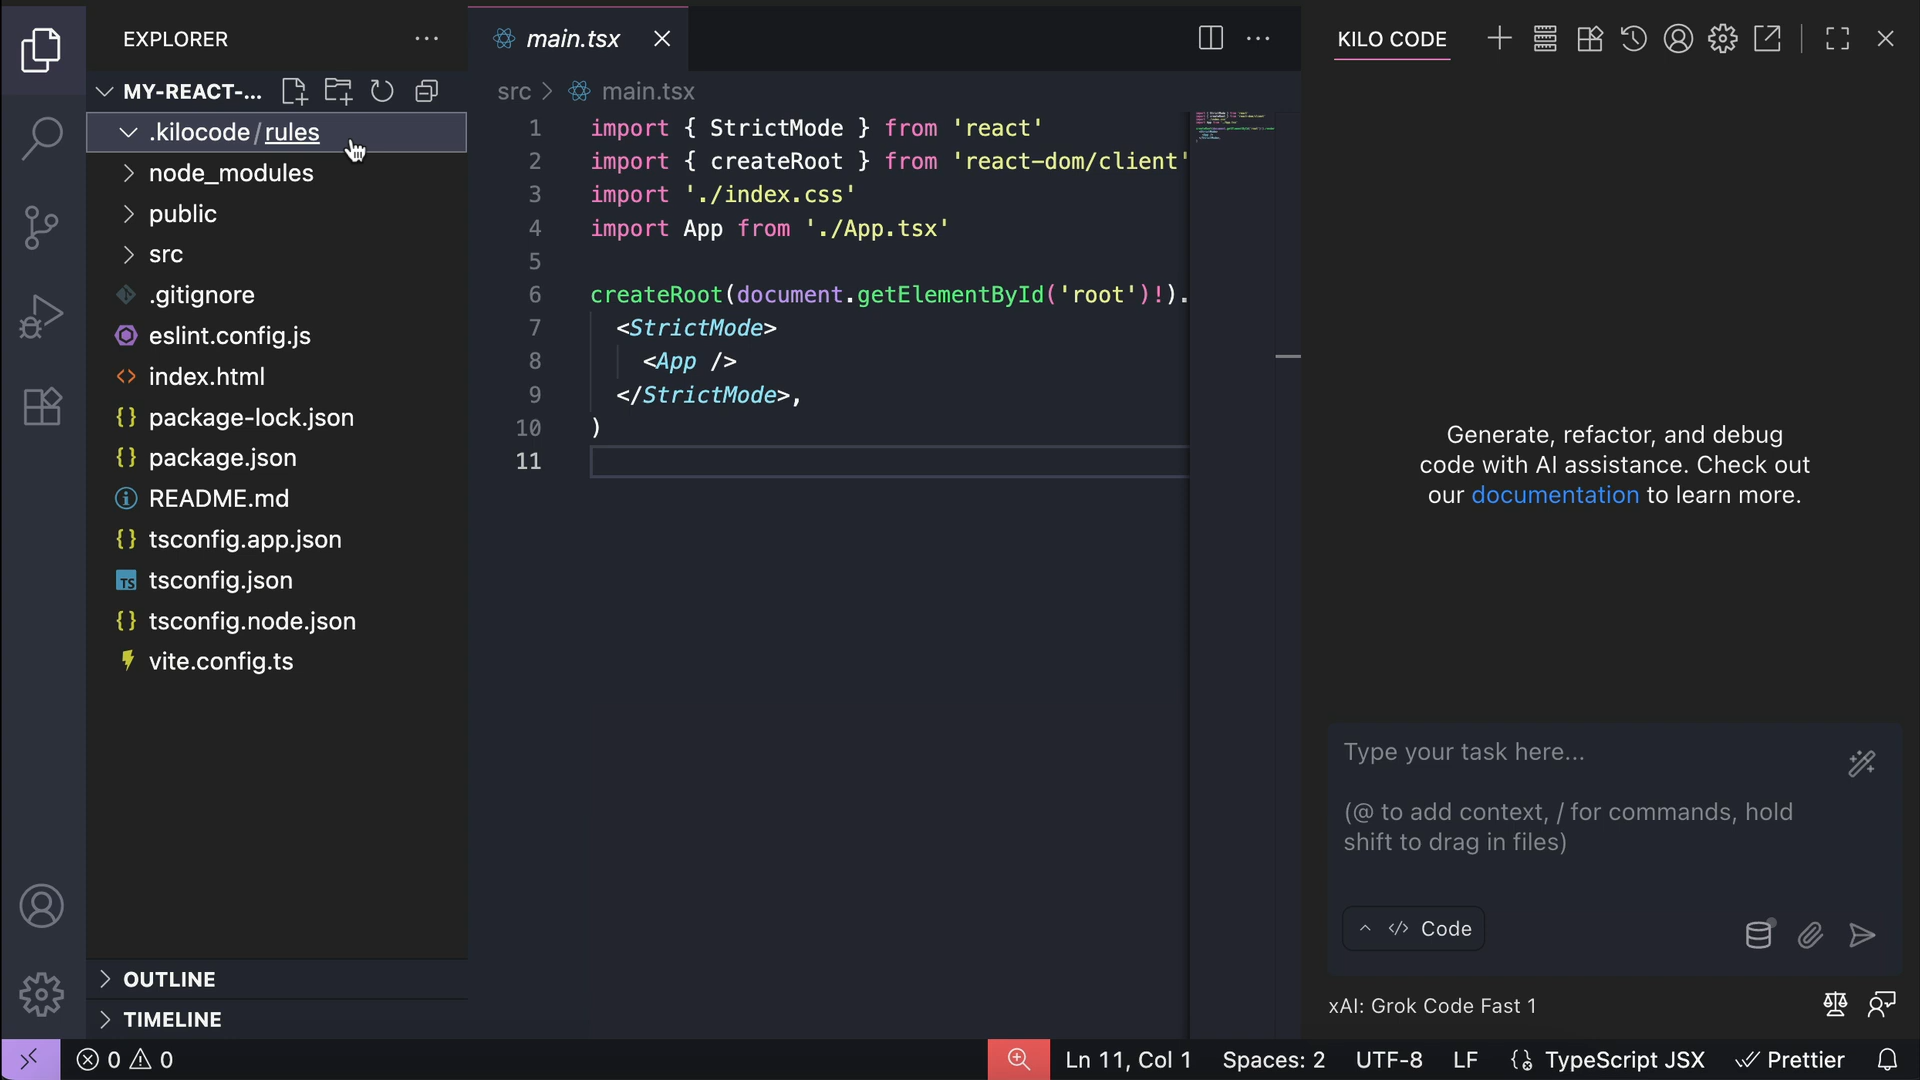 EXPLORER
MY-REACT-...
.kilocode/rules
node_modules
public
src
.gitignore
eslint.config.js
index.html
package-lock.json
package.json
README.md
tsconfig.app.json
tsconfig.json
tsconfig.node.json
vite.config.ts
OUTLINE
TIMELINE
main.tsx
src > main.tsx
1 import { StrictMode } from 'react'
2 import { createRoot } from 'react-dom/client'
3 import './index.css'
4 import App from './App.tsx'
5
6 createRoot(document.getElementById('root')!).
7 <StrictMode>
8 <App />
9 </StrictMode>,
10 )
11
KILO CODE
Generate, refactor, and debug
code with AI assistance. Check out
our documentation to learn more.
Type your task here...
(@ to add context, / for commands, hold
shift to drag in files)
Code
xAI: Grok Code Fast 1
0 0
Ln 11, Col 1 Spaces: 2 UTF-8 LF TypeScript JSX Prettier